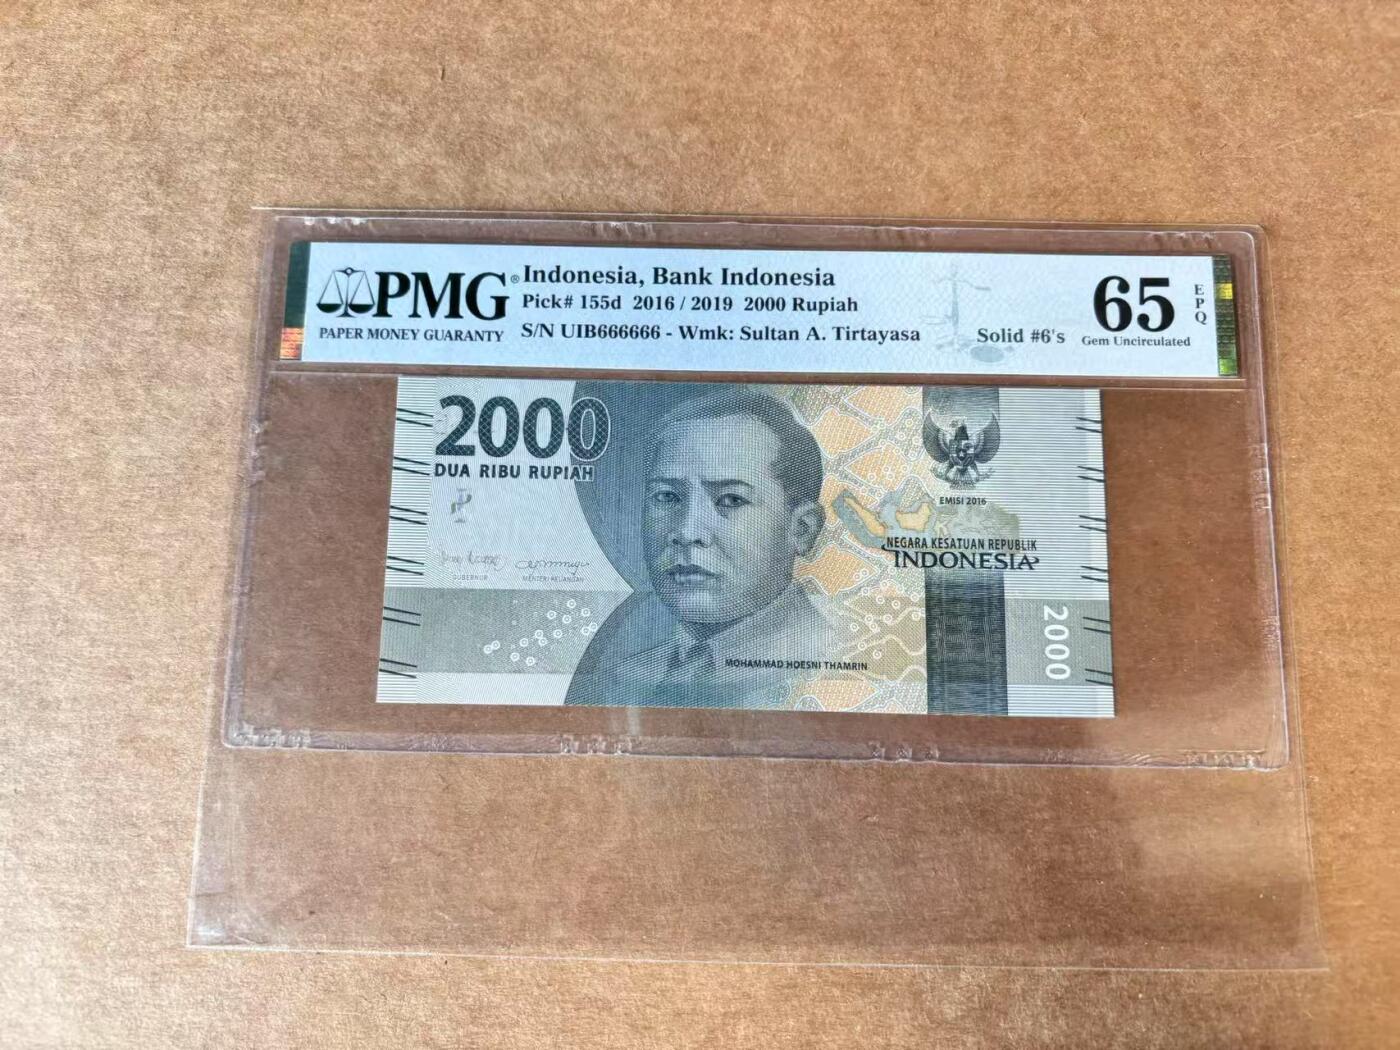 PMG®
PAPER MONEY GUARANTY
Indonesia, Bank Indonesia
Pick# 155d 2016 / 2019 2000 Rupiah
S/N UIB666666 - Wmk: Sultan A. Tirtayasa
Solid #6's
65
Gem Uncirculated
EPQ
2000
DUA RIBU RUPIAH
GUBERNUR
MENTERI KEUANGAN
EMISI 2016
NEGARA KESATUAN REPUBLIK
INDONESIA
MOHAMMAD HOESNI THAMRIN
2000